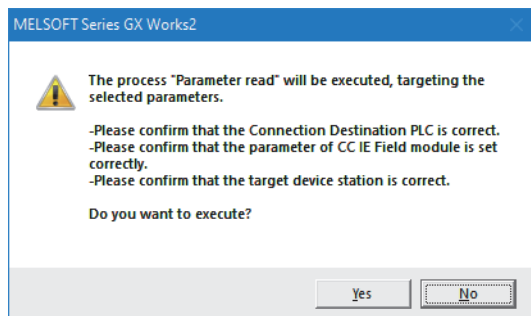 MELSOFT Series GX Works2
The process "Parameter read" will be executed, targeting the
selected parameters.
-Please confirm that the Connection Destination PLC is correct.
-Please confirm that the parameter of CC IE Field module is set
correctly.
-Please confirm that the target device station is correct.
Do you want to execute?
Yes
No